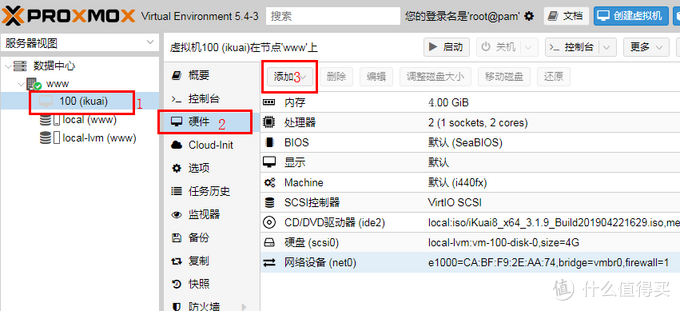 PROXMOX Virtual Environment 5.4-3 搜索 您的登录名是'root@pam' 文档 创建虚拟机
服务器视图
虚拟机100 (ikuai)在节点'www'上 启动 关机 控制台 更多
数据中心
www
100 (ikuai) 1
local (www)
local-lvm (www)
概要
控制台
硬件 2
Cloud-Init
选项
任务历史
监视器
备份
复制
快照
防火墙
添加3 删除 编辑 调整磁盘大小 移动磁盘 还原
内存 4.00 GiB
处理器 2 (1 sockets, 2 cores)
BIOS 默认 (SeaBIOS)
显示 默认
Machine 默认 (i440fx)
SCSI控制器 VirtIO SCSI
CD/DVD驱动器 (ide2) local:iso/iKuai8_x64_3.1.9_Build201904221629.iso,me
硬盘 (scsi0) local-lvm:vm-100-disk-0,size=4G
网络设备 (net0) e1000=CA:BF:F9:2E:AA:74,bridge=vmbr0,firewall=1
值 什么值得买